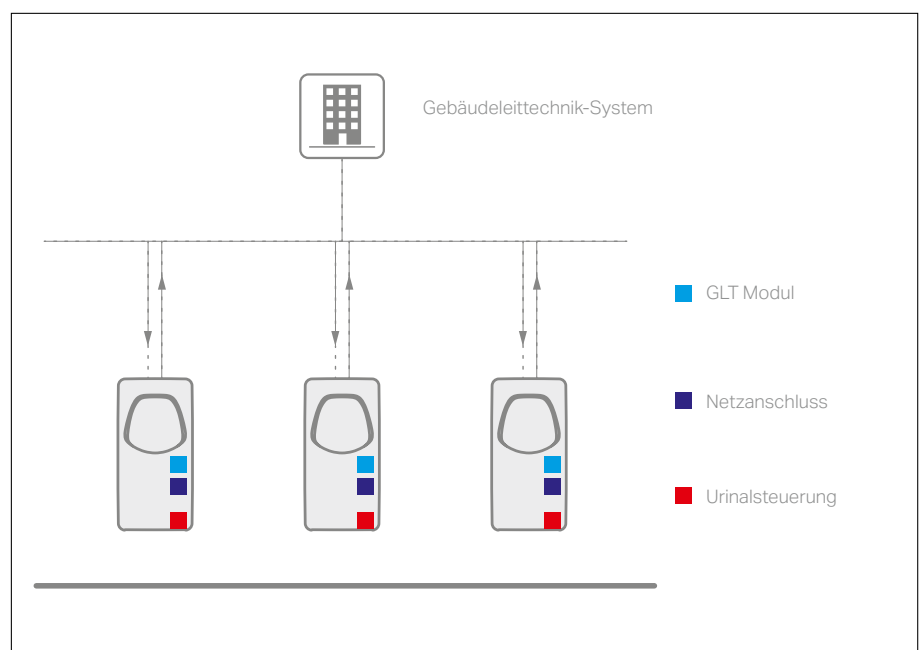 Gebäudeleittechnik-System
GLT Modul
Netzanschluss
Urinalsteuerung